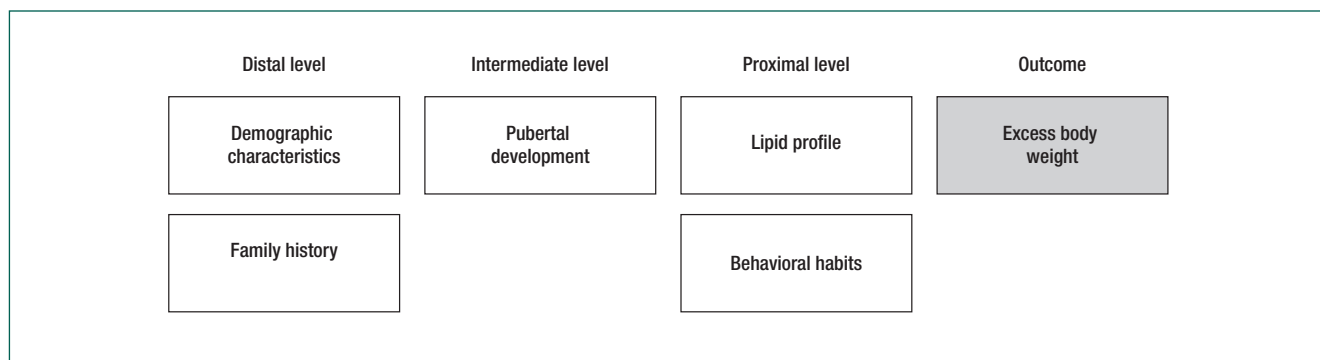 Distal level
Intermediate level
Proximal level
Outcome
Demographic
characteristics
Pubertal
development
Lipid profile
Excess body
weight
Family history
Behavioral habits